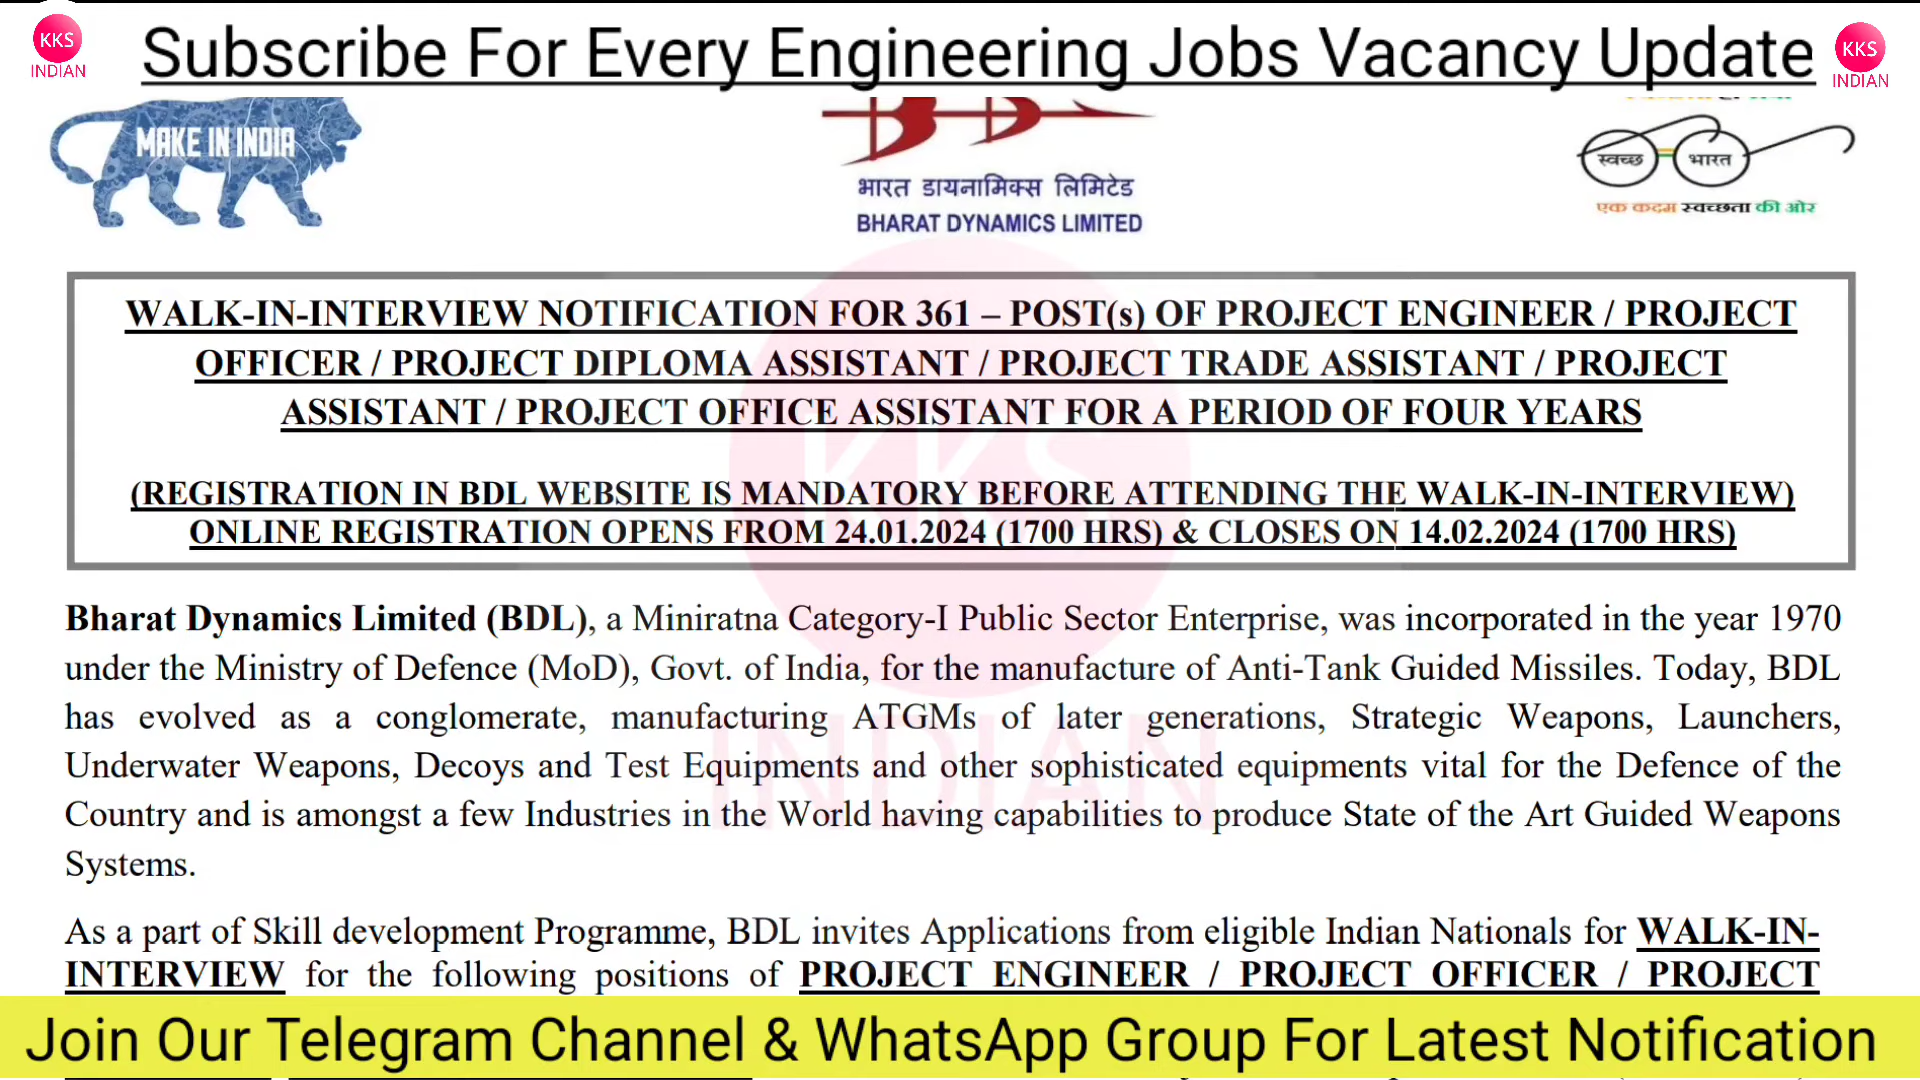 KKS
INDIAN
Subscribe For Every Engineering Jobs Vacancy Update
KKS
INDIAN
MAKE IN INDIA
भारत डायनामिक्स लिमिटेड
BHARAT DYNAMICS LIMITED
स्वच्छ भारत
एक कदम स्वच्छता की ओर
WALK-IN-INTERVIEW NOTIFICATION FOR 361 – POST(s) OF PROJECT ENGINEER / PROJECT
OFFICER / PROJECT DIPLOMA ASSISTANT / PROJECT TRADE ASSISTANT / PROJECT
ASSISTANT / PROJECT OFFICE ASSISTANT FOR A PERIOD OF FOUR YEARS
(REGISTRATION IN BDL WEBSITE IS MANDATORY BEFORE ATTENDING THE WALK-IN-INTERVIEW)
ONLINE REGISTRATION OPENS FROM 24.01.2024 (1700 HRS) & CLOSES ON 14.02.2024 (1700 HRS)
KKS
INDIAN
Bharat Dynamics Limited (BDL), a Miniratna Category-I Public Sector Enterprise, was incorporated in the year 1970
under the Ministry of Defence (MoD), Govt. of India, for the manufacture of Anti-Tank Guided Missiles. Today, BDL
has evolved as a conglomerate, manufacturing ATGMs of later generations, Strategic Weapons, Launchers,
Underwater Weapons, Decoys and Test Equipments and other sophisticated equipments vital for the Defence of the
Country and is amongst a few Industries in the World having capabilities to produce State of the Art Guided Weapons
Systems.
As a part of Skill development Programme, BDL invites Applications from eligible Indian Nationals for WALK-IN-
INTERVIEW for the following positions of PROJECT ENGINEER / PROJECT OFFICER / PROJECT
Join Our Telegram Channel & WhatsApp Group For Latest Notification